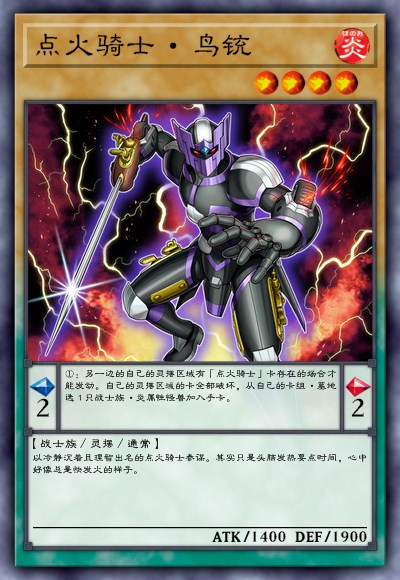 点火骑士·鸟铳
ほのお
炎
①：另一边的自己的灵摆区域有「点火骑士」卡存在的场合才
能发动。自己的灵摆区域的卡全部破坏，从自己的卡组·墓地
选1只战士族·炎属性怪兽加入手卡。
2 2
【战士族／灵摆／通常】
以冷静沉着且理智出名的点火骑士参谋。其实只是头脑发热要点时间，心中
好像总是快发火的样子。
ATK/1400 DEF/1900